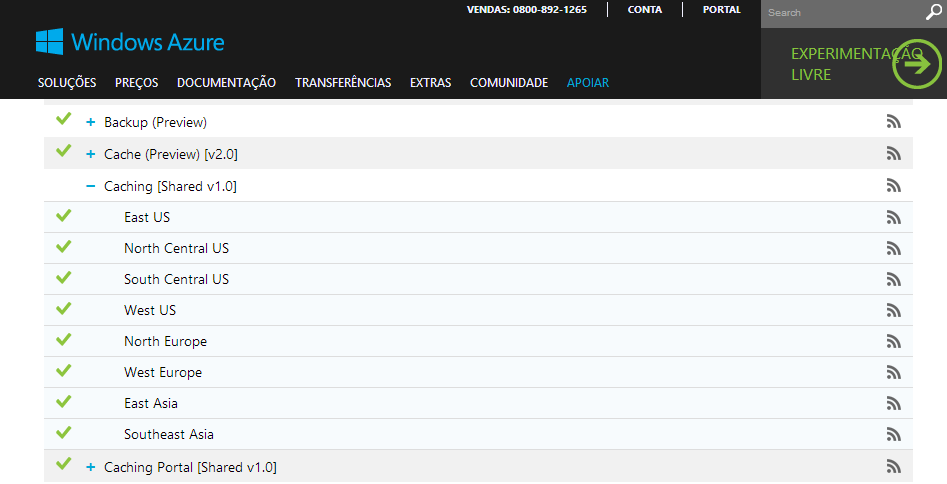 VENDAS: 0800-892-1265 CONTA PORTAL Search
Windows Azure
EXPERIMENTAÇÃO
LIVRE
SOLUÇÕES PREÇOS DOCUMENTAÇÃO TRANSFERÊNCIAS EXTRAS COMUNIDADE APOIAR
+ Backup (Preview)
+ Cache (Preview) [v2.0]
− Caching [Shared v1.0]
East US
North Central US
South Central US
West US
North Europe
West Europe
East Asia
Southeast Asia
+ Caching Portal [Shared v1.0]